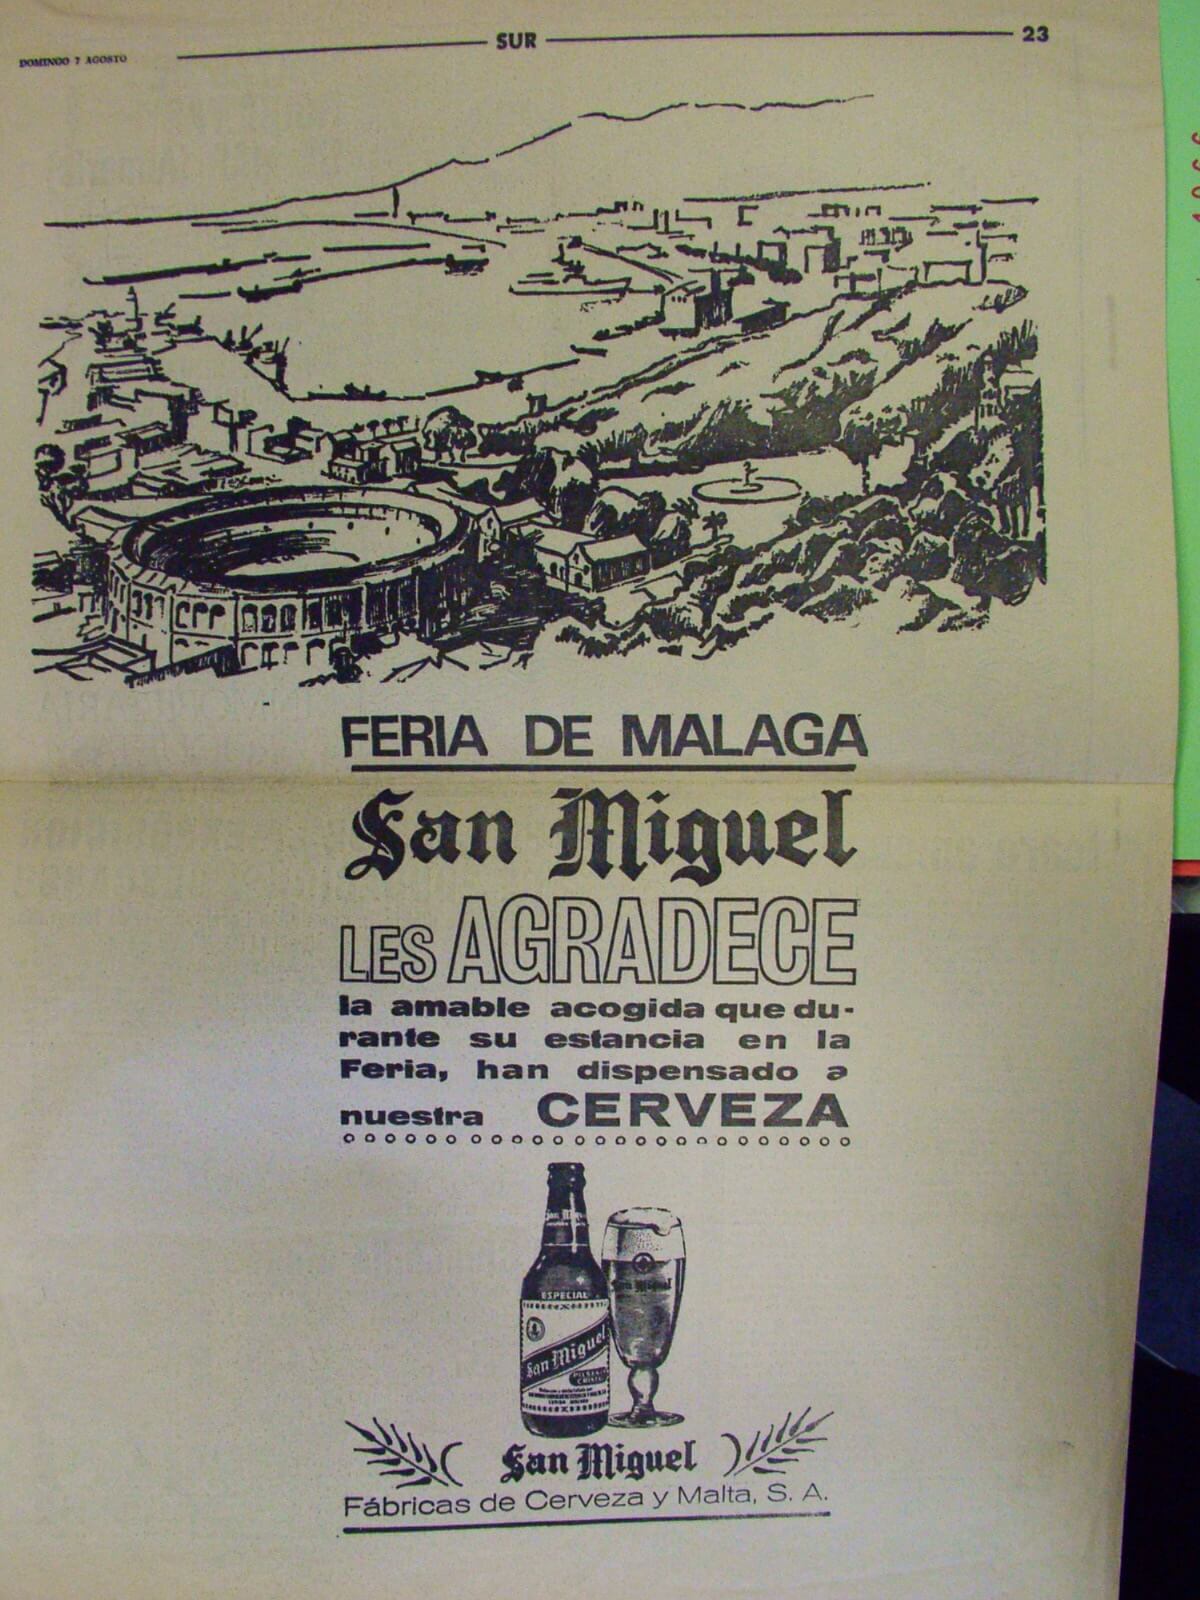 DOMINGO 7 AGOSTO
SUR
23
FERIA DE MALAGA
San Miguel
LES AGRADECE
la amable acogida que du-
rante su estancia en la
Feria, han dispensado a
nuestra CERVEZA
San Miguel
ESPECIAL
San Miguel
San Miguel
San Miguel
Fábricas de Cerveza y Malta, S. A.